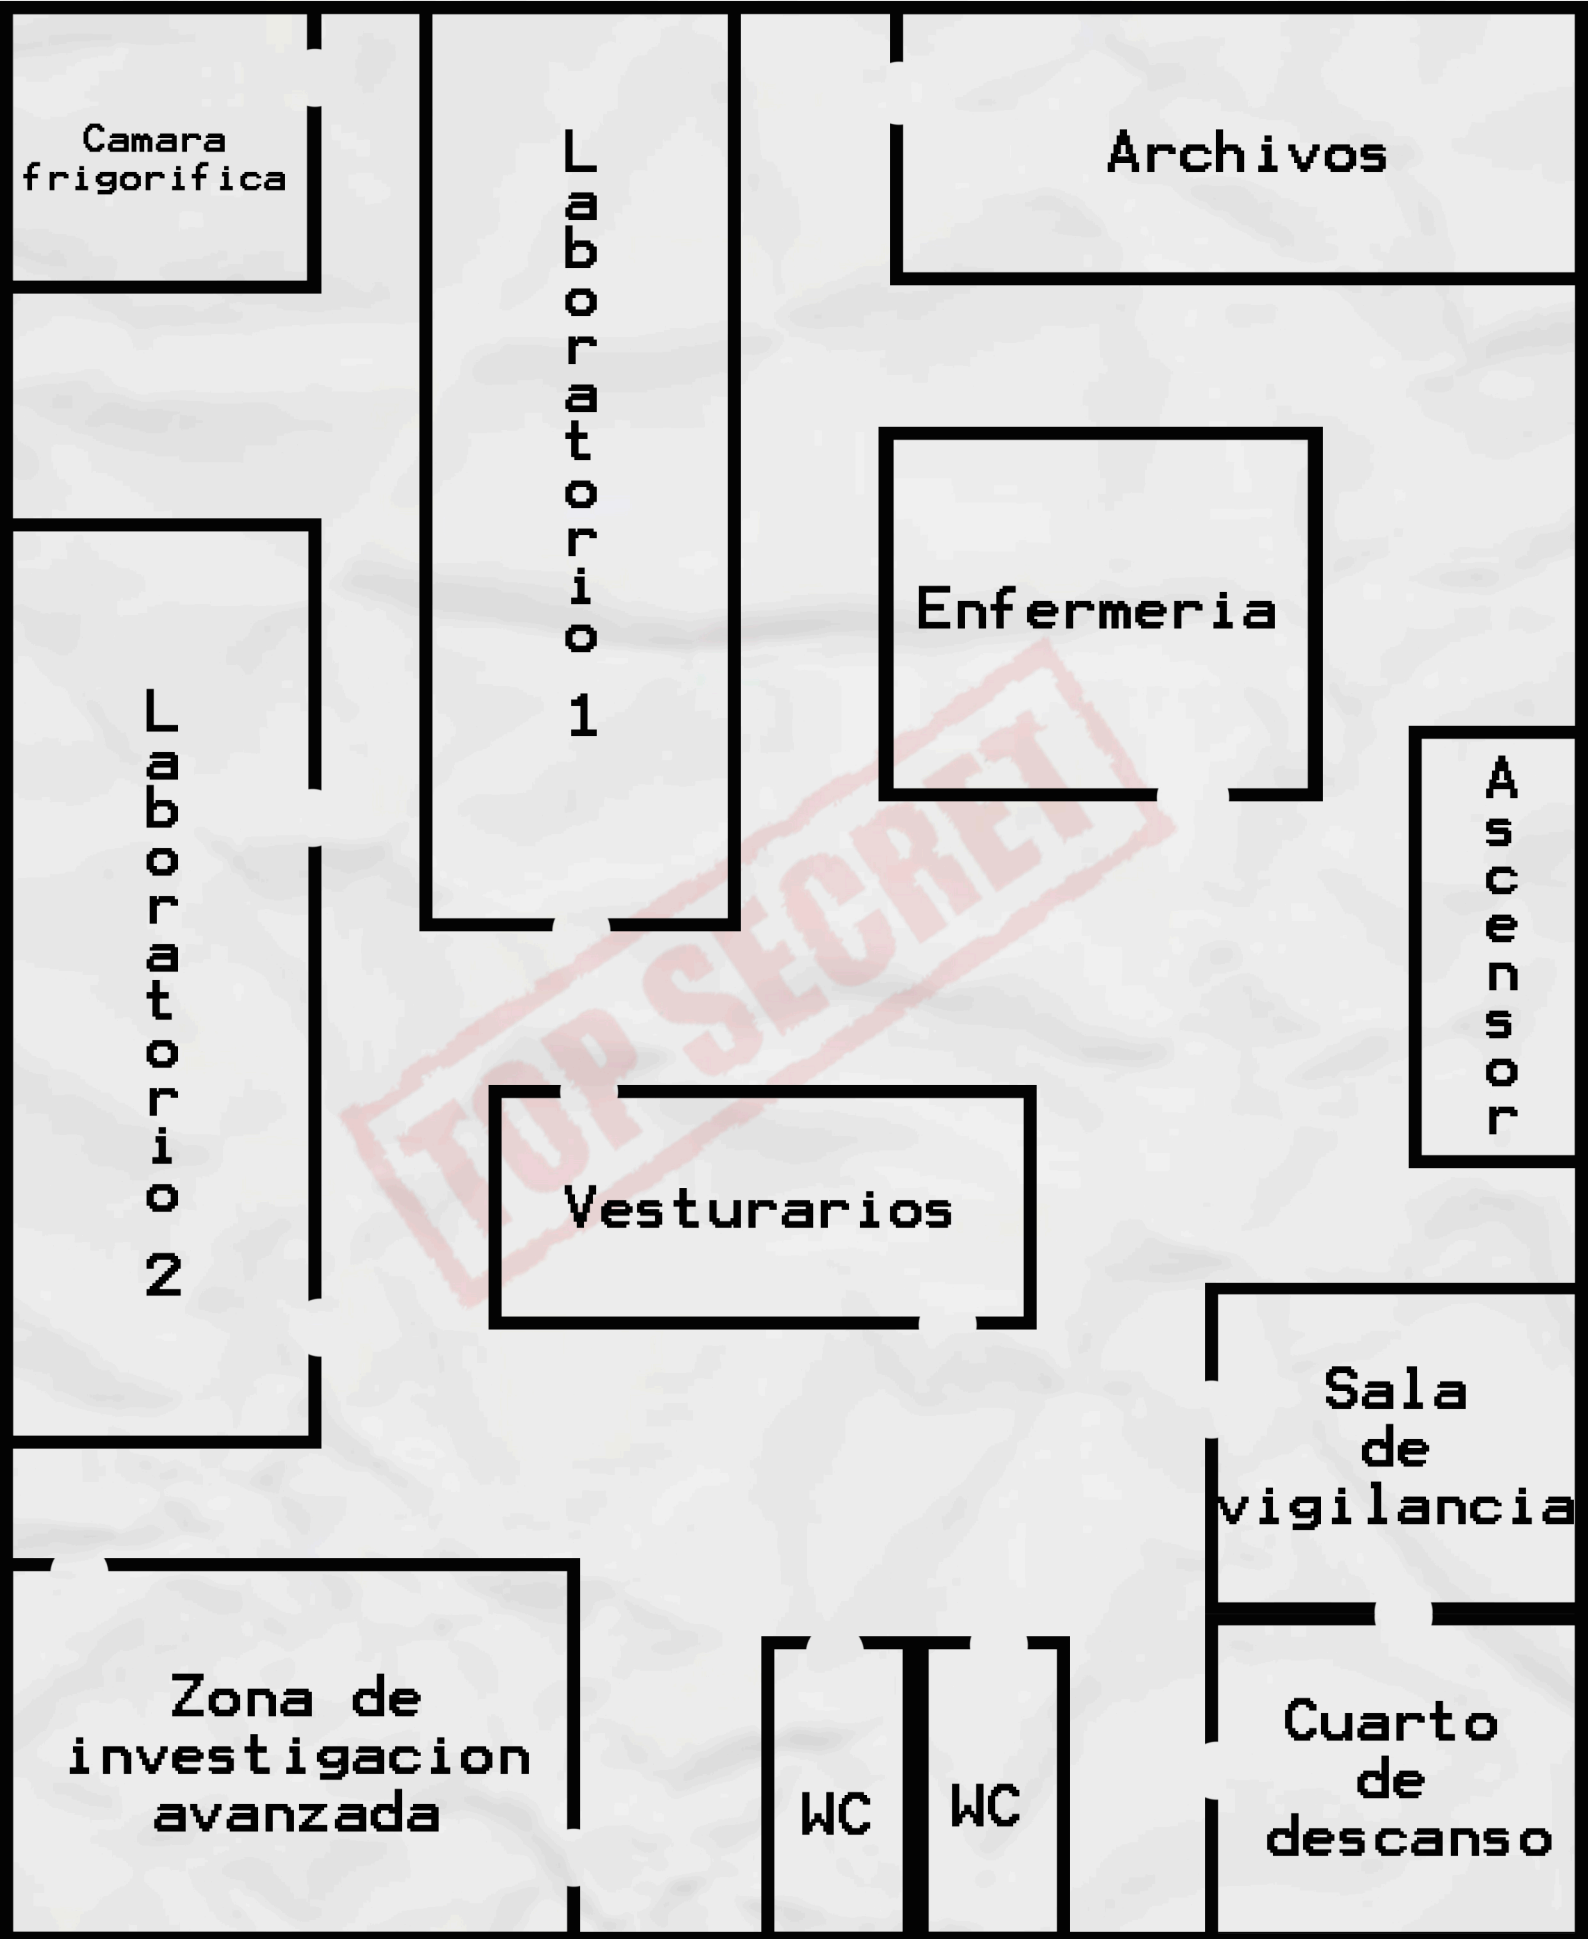 Camara
frigorifica
Laboratorio 1
Archivos
Enfermeria
Laboratorio 2
Ascensor
TOP SECRET
Vesturarios
Sala
de
vigilancia
Zona de
investigacion
avanzada
WC
WC
Cuarto
de
descanso